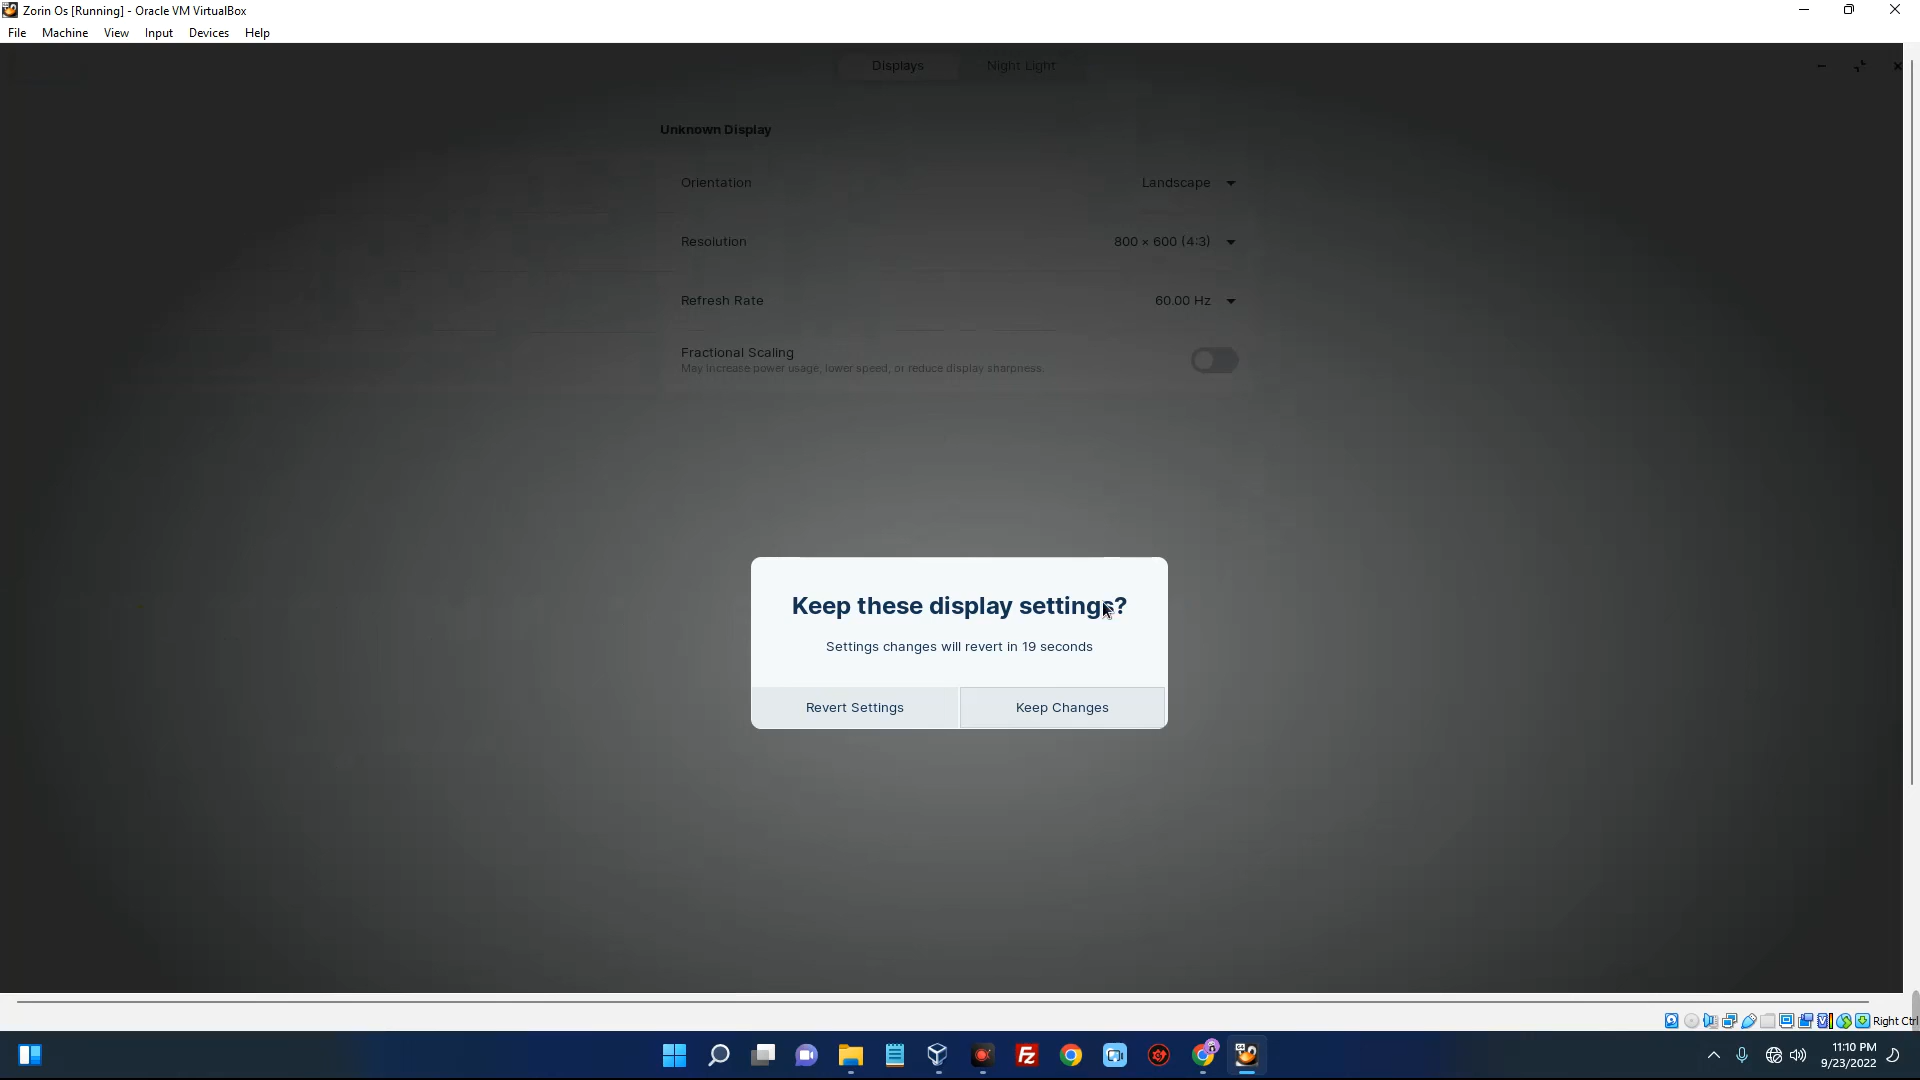 Zorin Os [Running] - Oracle VM VirtualBox
File Machine View Input Devices Help
Displays Night Light
Unknown Display
Orientation Landscape
Resolution 800 × 600 (4:3)
Refresh Rate 60.00 Hz
Fractional Scaling
May increase power usage, lower speed, or reduce display sharpness.
Keep these display settings?
Settings changes will revert in 19 seconds
Revert Settings Keep Changes
Right Ctrl
11:10 PM
9/23/2022